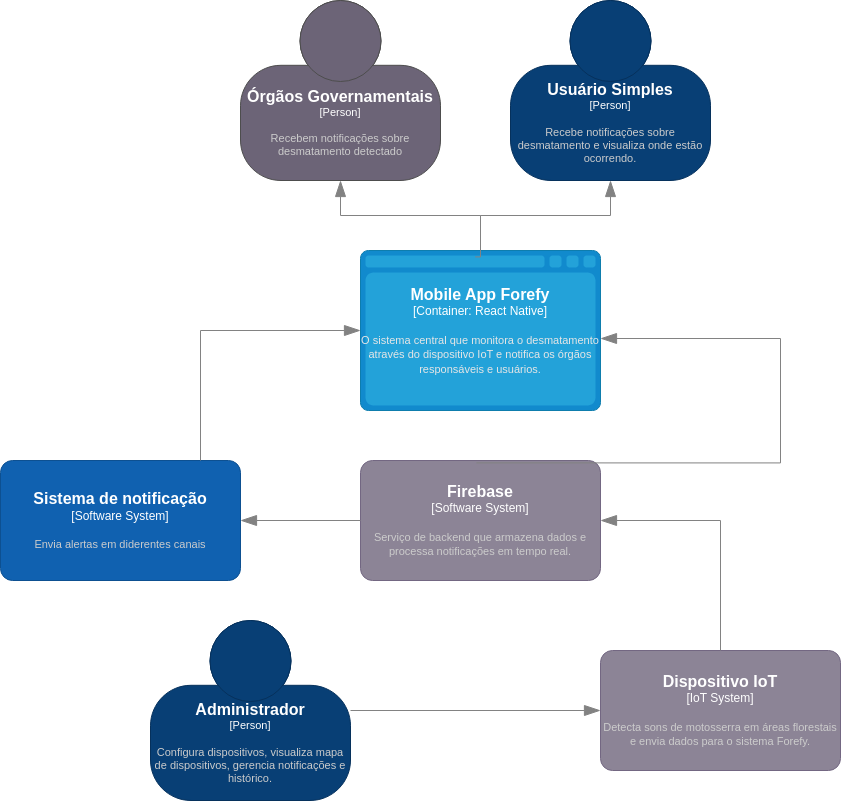 Órgãos Governamentais
[Person]
Recebem notificações sobre
desmatamento detectado
Usuário Simples
[Person]
Recebe notificações sobre
desmatamento e visualiza onde estão
ocorrendo.
Mobile App Forefy
[Container: React Native]
O sistema central que monitora o desmatamento
através do dispositivo IoT e notifica os órgãos
responsáveis e usuários.
Sistema de notificação
[Software System]
Envia alertas em diderentes canais
Firebase
[Software System]
Serviço de backend que armazena dados e
processa notificações em tempo real.
Administrador
[Person]
Configura dispositivos, visualiza mapa
de dispositivos, gerencia notificações e
histórico.
Dispositivo IoT
[IoT System]
Detecta sons de motosserra em áreas florestais
e envia dados para o sistema Forefy.